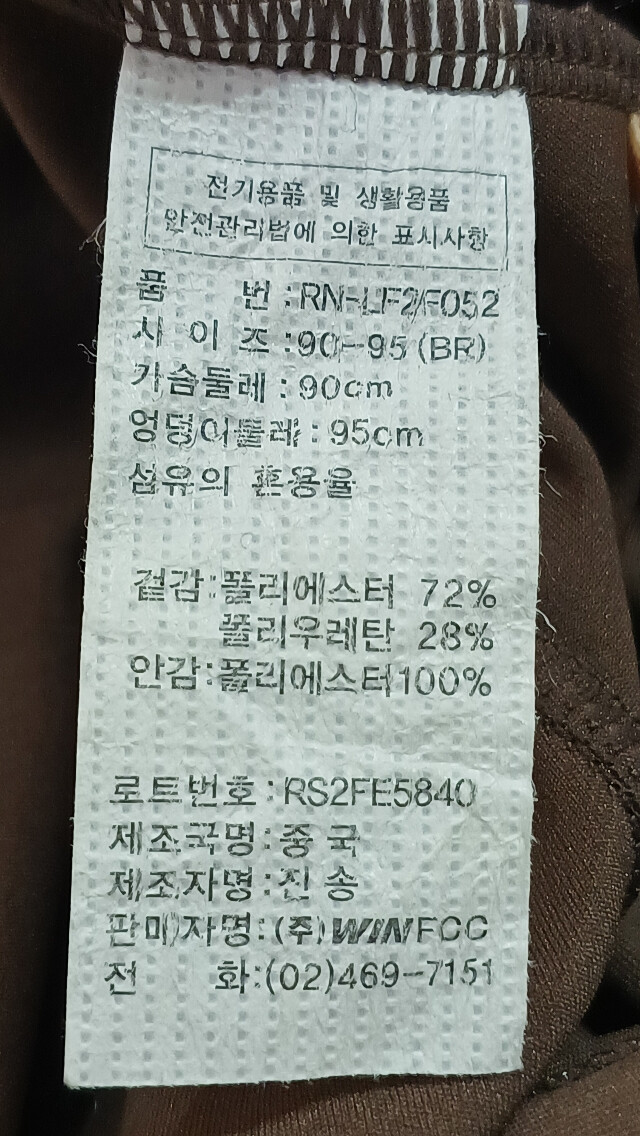 전기용품 및 생활용품
안전관리법에 의한 표시사항
품 번 : RN-LF2F052
사 이 즈 : 90-95 (BR)
가슴둘레 : 90cm
엉덩이둘레 : 95cm
섬유의 혼용율
겉감 : 폴리에스터 72%
폴리우레탄 28%
안감 : 폴리에스터 100%
로트번호 : RS2FE5840
제조국명 : 중 국
제조자명 : 진 송
판매자명 : (주) WINFCC
전 화 : (02)469-7151